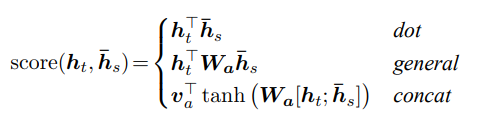 score(h_t, h̄_s) = { h_t^⊤ h̄_s dot
h_t^⊤ W_a h̄_s general
v_a^⊤ tanh (W_a[h_t; h̄_s]) concat